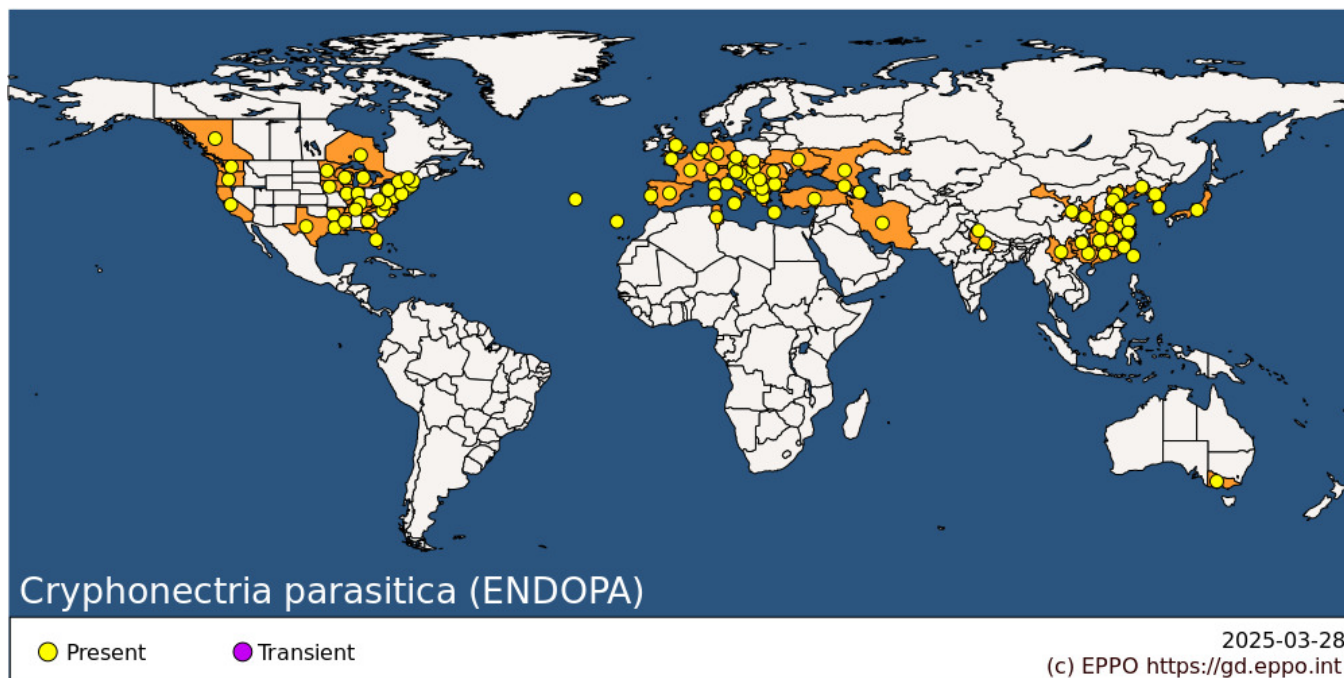 Cryphonectria parasitica (ENDOPA)
Present
Transient
2025-03-28
(c) EPPO https://gd.eppo.int